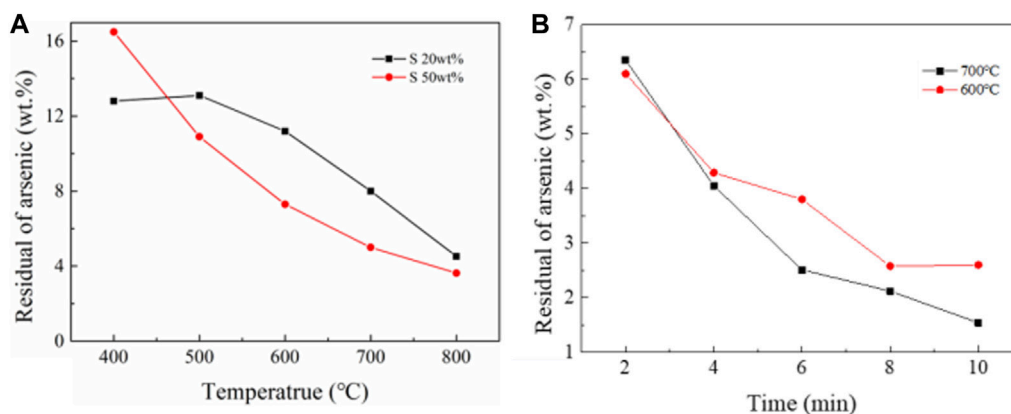 A
Residual of arsenic (wt.%)
16
12
8
4
0
400 500 600 700 800
Temperatrue (℃)
S 20wt%
S 50wt%
B
Residual of arsenic (wt.%)
7
6
5
4
3
2
1
2 4 6 8 10
Time (min)
700℃
600℃